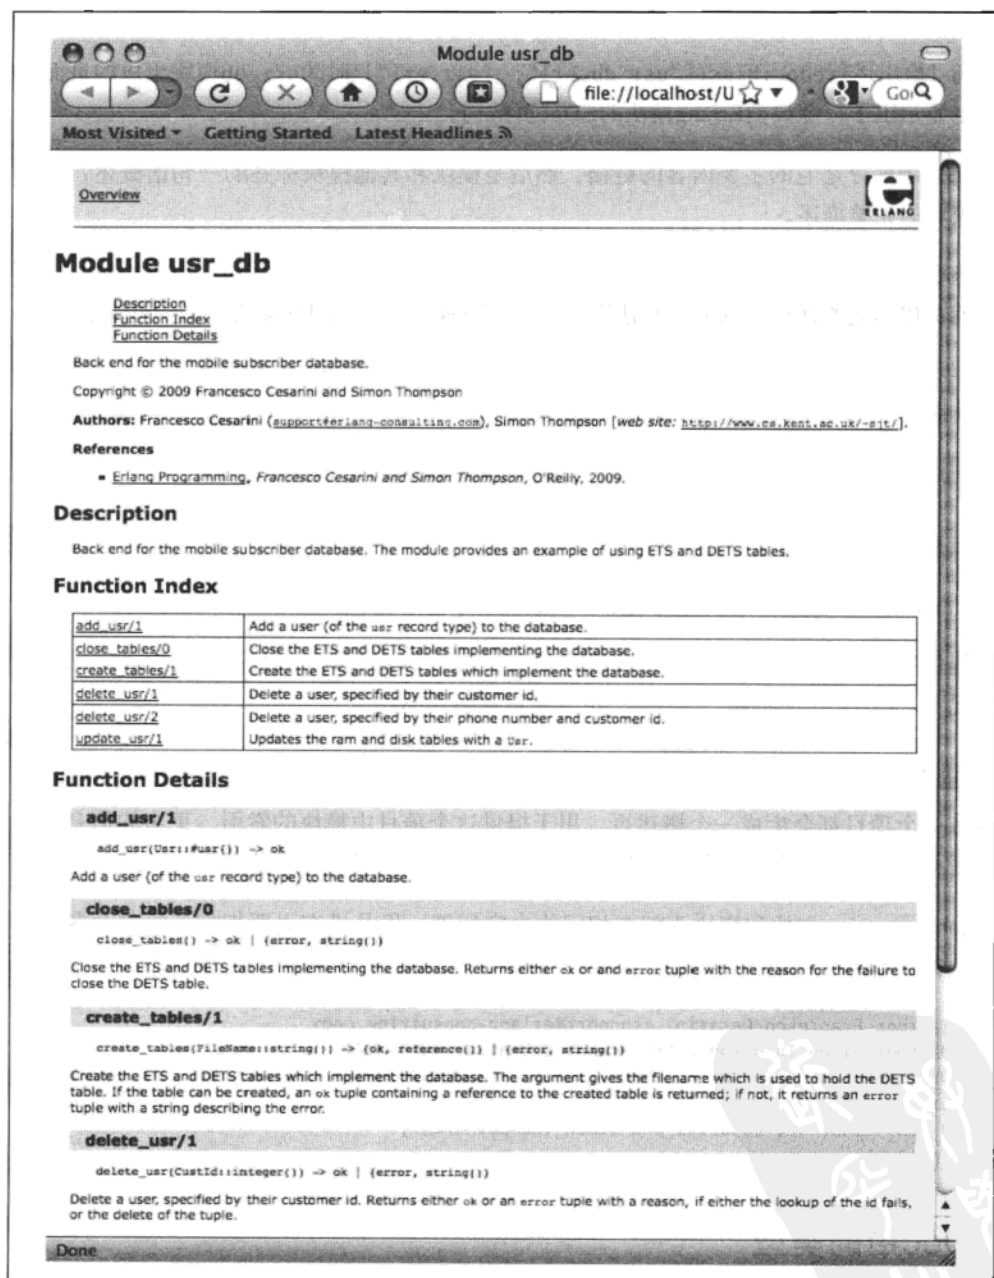 Module usr_db
file://localhost/U
Most Visited Getting Started Latest Headlines
Overview
ERLANG
Module usr_db
Description
Function Index
Function Details
Back end for the mobile subscriber database.
Copyright © 2009 Francesco Cesarini and Simon Thompson
Authors: Francesco Cesarini (support@erlang-consulting.com), Simon Thompson [web site: http://www.cs.kent.ac.uk/~sjt/].
References
▪ Erlang Programming, Francesco Cesarini and Simon Thompson, O'Reilly, 2009.
Description
Back end for the mobile subscriber database. The module provides an example of using ETS and DETS tables.
Function Index
add_usr/1 Add a user (of the usr record type) to the database.
close_tables/0 Close the ETS and DETS tables implementing the database.
create_tables/1 Create the ETS and DETS tables which implement the database.
delete_usr/1 Delete a user, specified by their customer id.
delete_usr/2 Delete a user, specified by their phone number and customer id.
update_usr/1 Updates the ram and disk tables with a Usr.
Function Details
add_usr/1
add_usr(Usr::#usr{}) -> ok
Add a user (of the usr record type) to the database.
close_tables/0
close_tables() -> ok | {error, string()}
Close the ETS and DETS tables implementing the database. Returns either ok or and error tuple with the reason for the failure to
close the DETS table.
create_tables/1
create_tables(FileName::string()) -> {ok, reference()} | {error, string()}
Create the ETS and DETS tables which implement the database. The argument gives the filename which is used to hold the DETS
table. If the table can be created, an ok tuple containing a reference to the created table is returned; if not, it returns an error
tuple with a string describing the error.
delete_usr/1
delete_usr(CustId::integer()) -> ok | {error, string()}
Delete a user, specified by their customer id. Returns either ok or an error tuple with a reason, if either the lookup of the id fails,
or the delete of the tuple.
Done